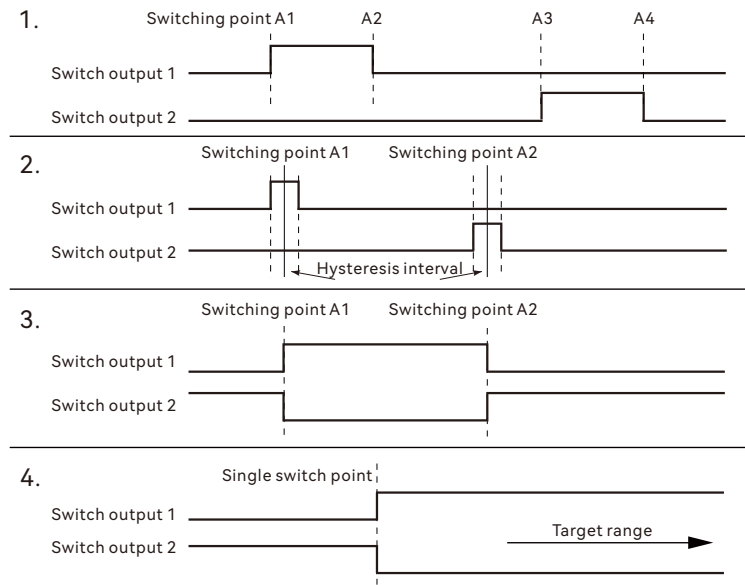 1.
Switching point A1 A2 A3 A4
Switch output 1
Switch output 2
2.
Switching point A1 Switching point A2
Switch output 1
Switch output 2
Hysteresis interval
3.
Switching point A1 Switching point A2
Switch output 1
Switch output 2
4.
Single switch point
Switch output 1
Switch output 2
Target range